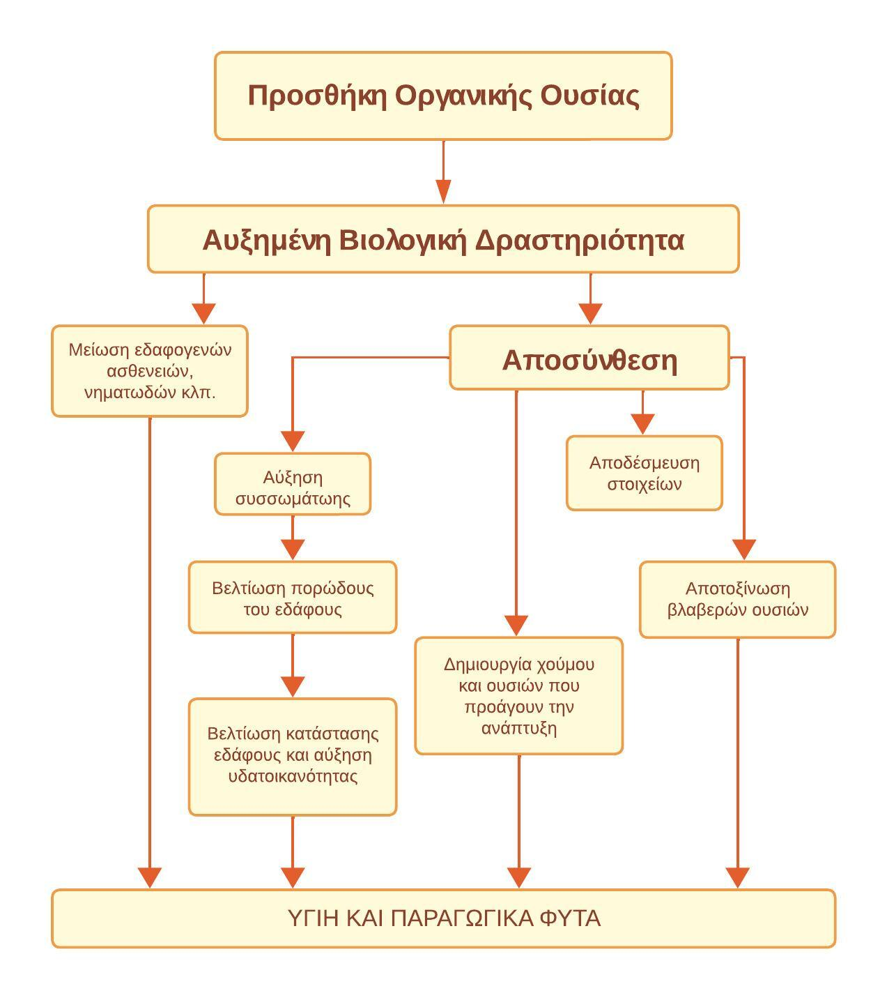 Προσθήκη Οργανικής Ουσίας
Αυξημένη Βιολογική Δραστηριότητα
Μείωση εδαφογενών
ασθενειών,
νηματωδών κλπ.
Αποσύνθεση
Αποδέσμευση
στοιχείων
Αύξηση
συσσωμάτωης
Βελτίωση πορώδους
του εδάφους
Αποτοξίνωση
βλαβερών ουσιών
Δημιουργία χούμου
και ουσιών που
προάγουν την
ανάπτυξη
Βελτίωση κατάστασης
εδάφους και αύξηση
υδατοικανότητας
ΥΓΙΗ ΚΑΙ ΠΑΡΑΓΩΓΙΚΑ ΦΥΤΑ